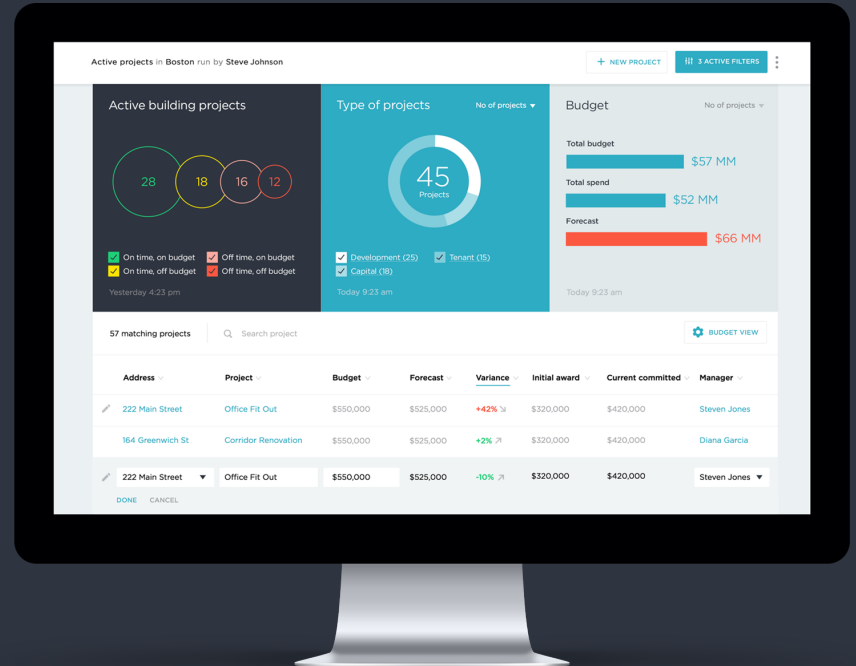 Active projects in Boston run by Steve Johnson
+ NEW PROJECT
3 ACTIVE FILTERS
Active building projects
28
18
16
12
On time, on budget
Off time, on budget
On time, off budget
Off time, off budget
Yesterday 4:23 pm
Type of projects
No of projects
45
Projects
Development (25)
Tenant (15)
Capital (18)
Today 9:23 am
Budget
No of projects
Total budget
$57 MM
Total spend
$52 MM
Forecast
$66 MM
Today 9:23 am
57 matching projects
Search project
BUDGET VIEW
Address Project Budget Forecast Variance Initial award Current committed Manager
222 Main Street Office Fit Out $550,000 $525,000 +42% $320,000 $420,000 Steven Jones
164 Greenwich St Corridor Renovation $550,000 $525,000 +2% $320,000 $420,000 Diana Garcia
222 Main Street Office Fit Out $550,000 $525,000 -10% $320,000 $420,000 Steven Jones
DONE CANCEL